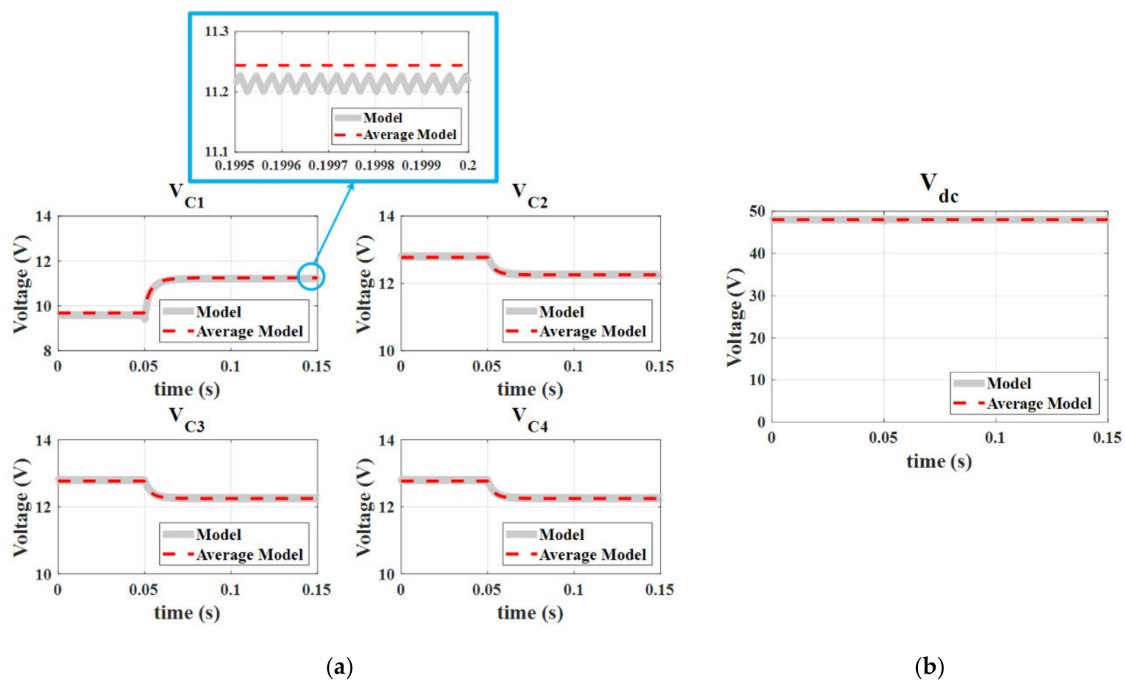 11.3
11.2
11.1
Model
Average Model
0.1995 0.1996 0.1997 0.1998 0.1999 0.2
V_C1
14
12
10
8
Voltage (V)
Model
Average Model
0 0.05 0.1 0.15
time (s)
V_C2
14
12
10
Voltage (V)
Model
Average Model
0 0.05 0.1 0.15
time (s)
V_C3
14
12
10
Voltage (V)
Model
Average Model
0 0.05 0.1 0.15
time (s)
V_C4
14
12
10
Voltage (V)
Model
Average Model
0 0.05 0.1 0.15
time (s)
(a)
V_dc
50
40
30
20
10
0
Voltage (V)
Model
Average Model
0 0.05 0.1 0.15
time (s)
(b)